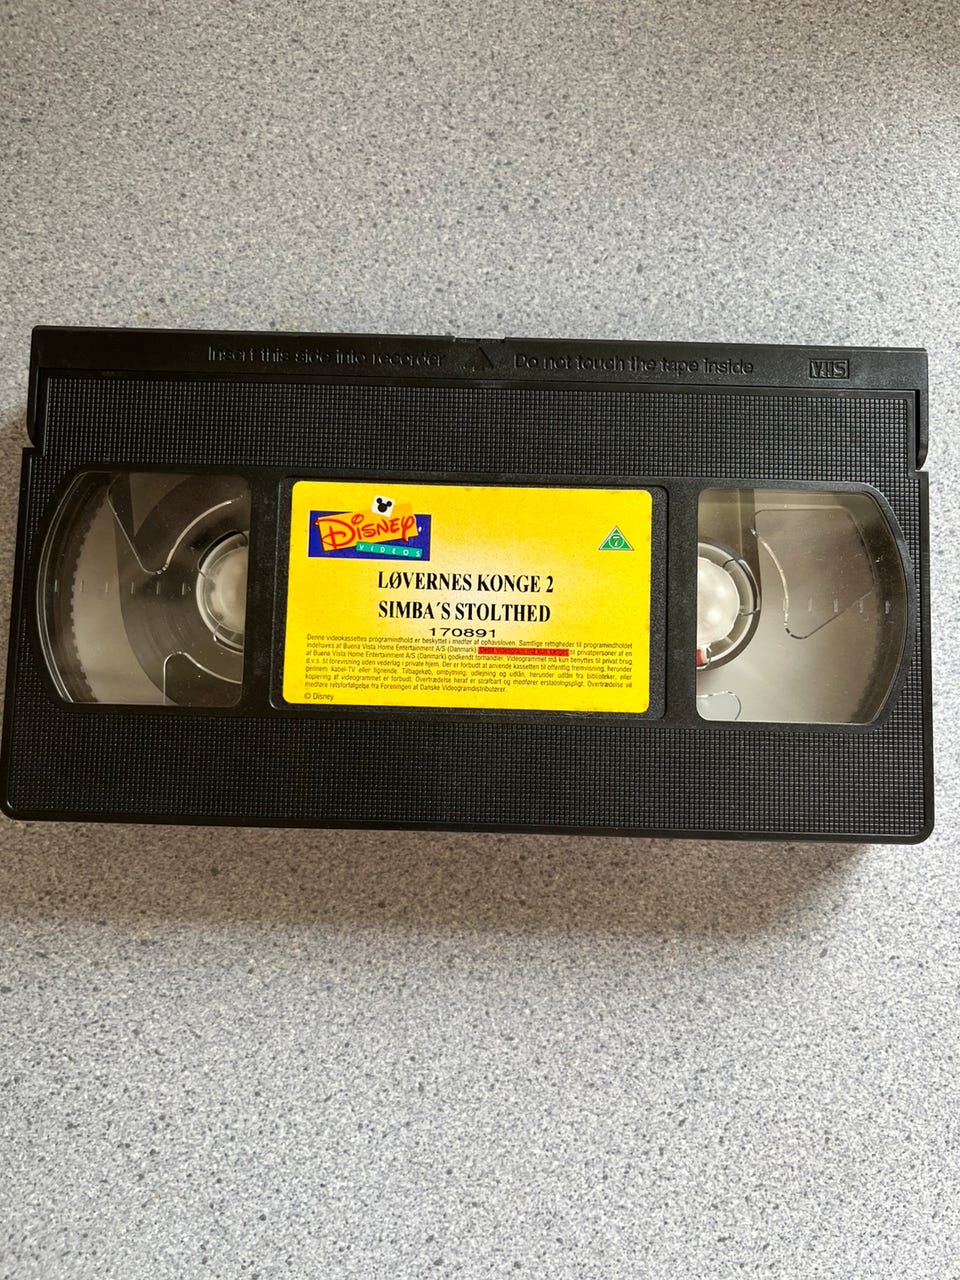 Insert this side into recorder Do not touch the tape inside VHS
Disney
VIDEOS
7
LØVERNES KONGE 2
SIMBA´S STOLTHED
170891
Denne videokassettes programindhold er beskyttet i medfør af ophavsloven. Samtlige rettigheder til programindholdet
indehaves af Buena Vista Home Entertainment A/S (Danmark). Dette videogram må kun sælges til privatpersoner af en
af Buena Vista Home Entertainment A/S (Danmark) godkendt forhandler. Videogrammet må kun benyttes til privat brug
d.v.s. til forevisning uden vederlag i private hjem. Der er forbudt at anvende kassetten til offentlig fremvisning, herunder
gennem kabel-TV eller lignende. Tilbagekøb, ombytning, udlejning og udlån, herunder udlån fra biblioteker, eller
kopiering af videogrammet er forbudt. Overtrædelse heraf er strafbart og medfører erstatningspligt. Overtrædelse vil
medføre retsforfølgelse fra Foreningen af Danske Videogramdistributører.
© Disney